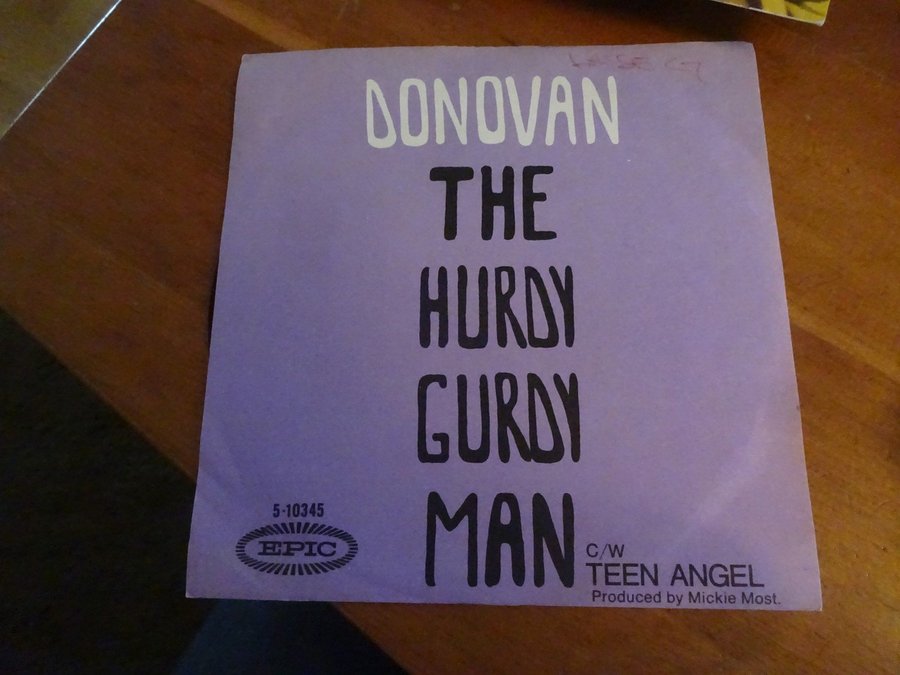 DONOVAN
THE
HURDY
GURDY
MAN
5-10345
EPIC
C/W
TEEN ANGEL
Produced by Mickie Most.